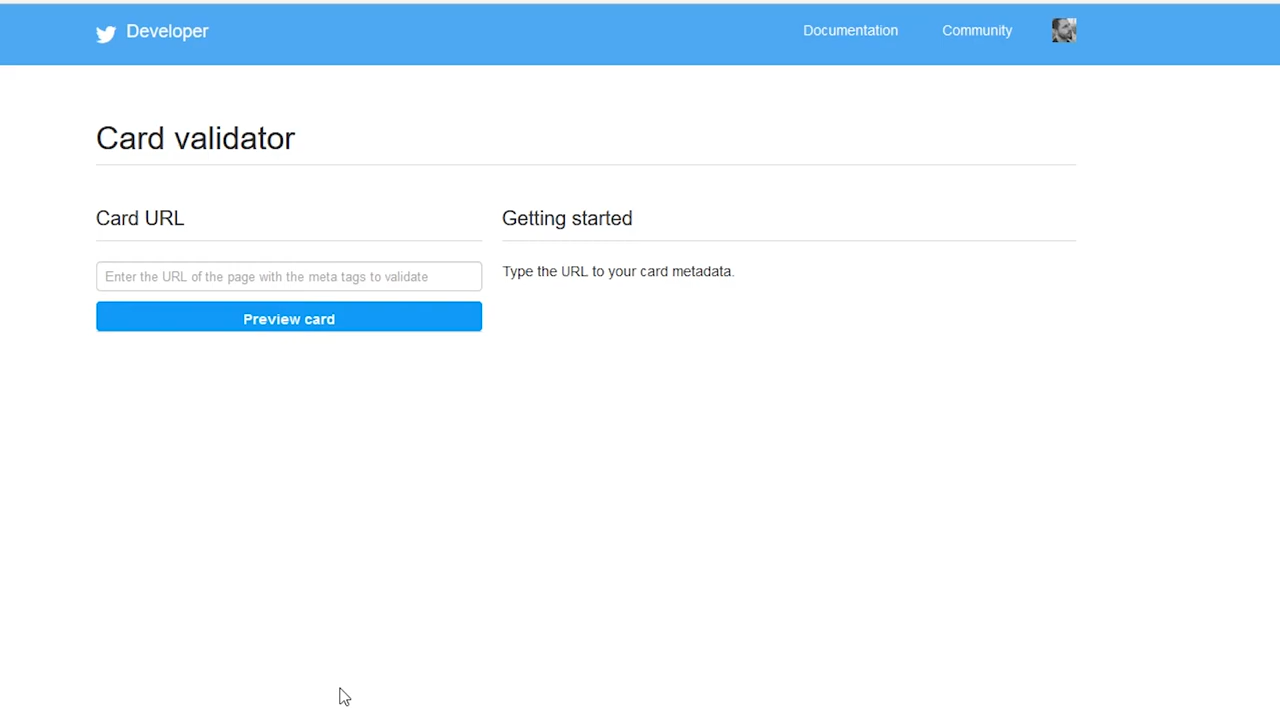 Developer
Documentation
Community
Card validator
Card URL
Getting started
Enter the URL of the page with the meta tags to validate
Type the URL to your card metadata.
Preview card